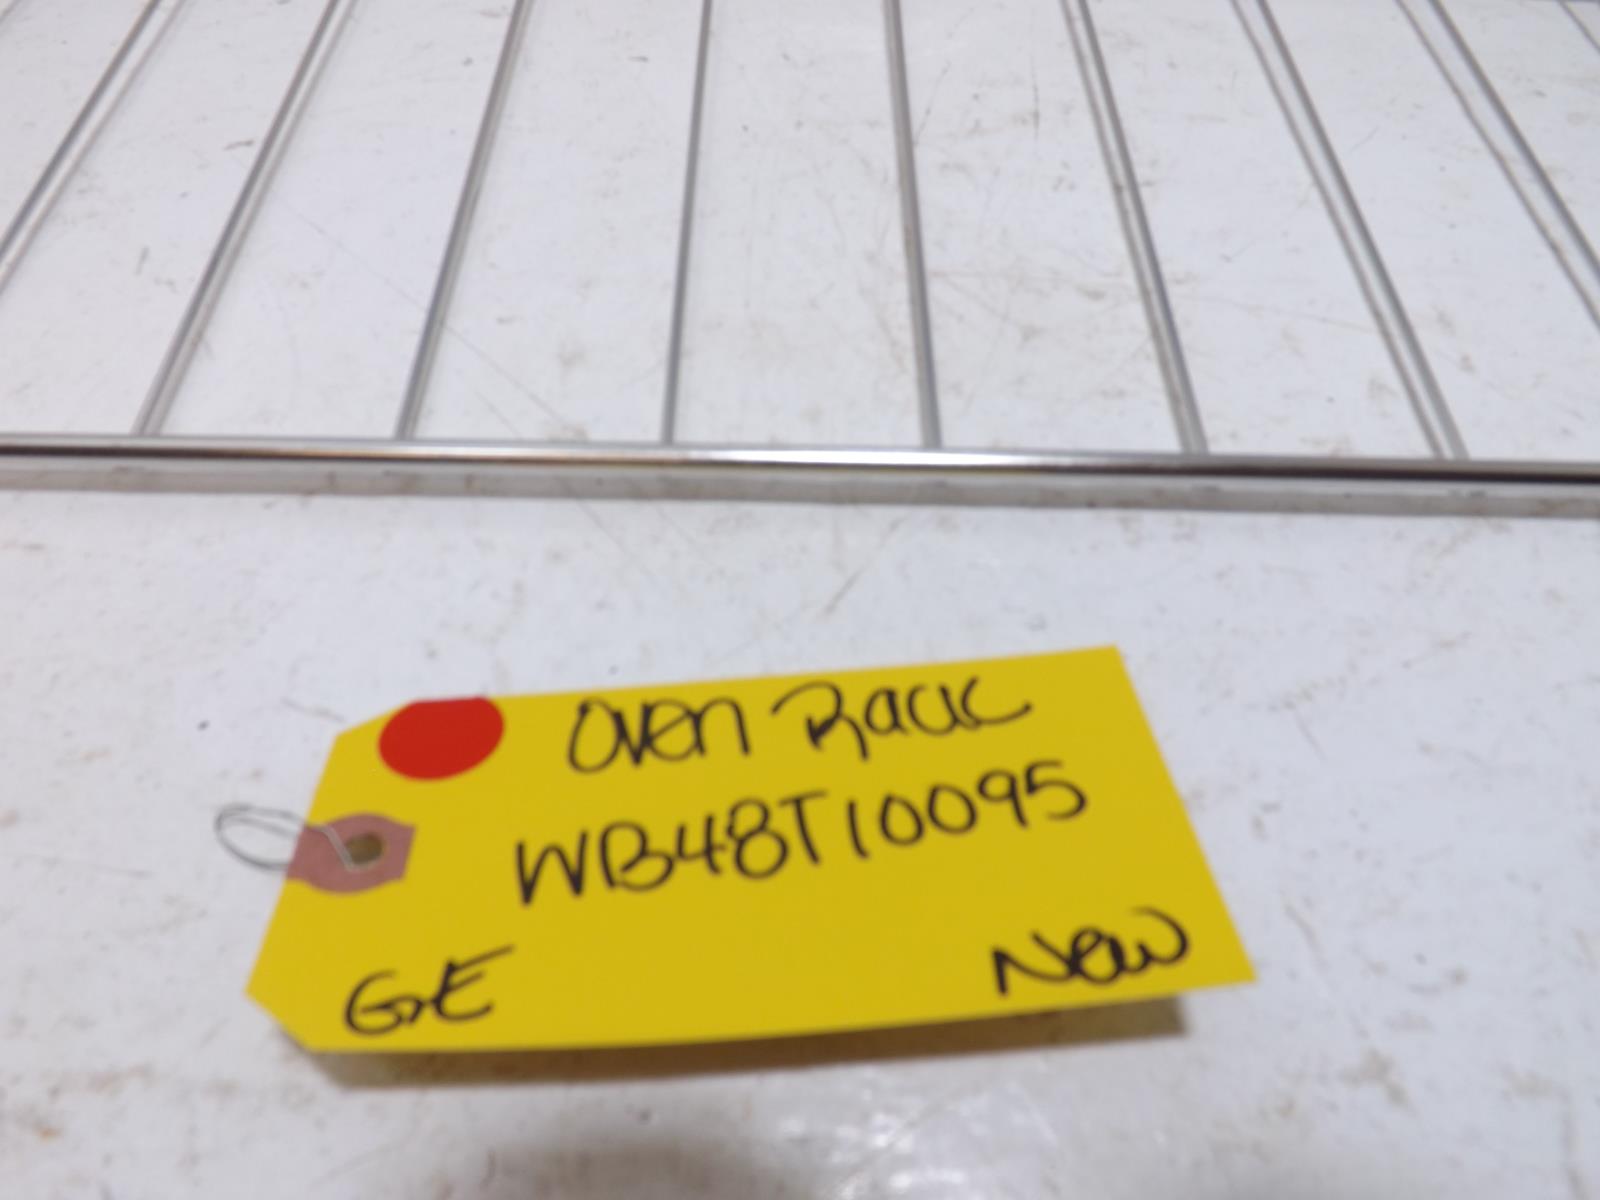 Oven Rack
WB48T10095
GE
New